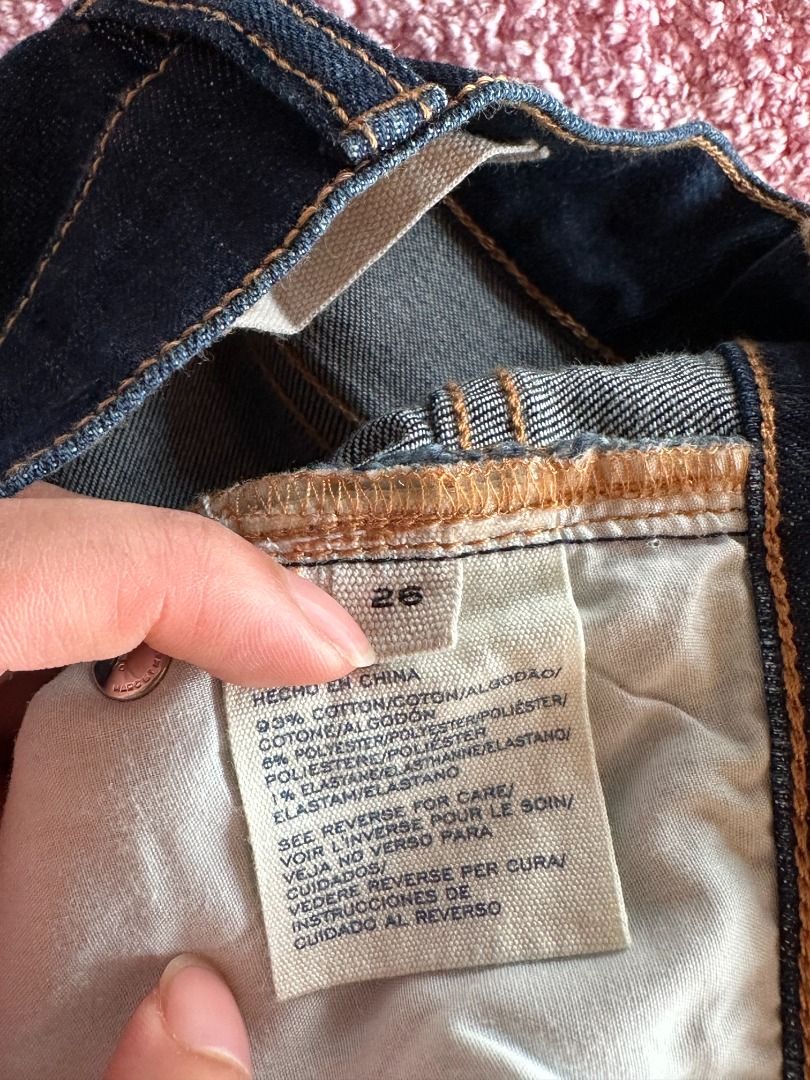 26
HECHO EN CHINA
93% COTTON/COTON/ALGODÃO/
COTONE/ALGODÓN
6% POLYESTER/POLYESTER/POLIÉSTER/
POLIESTERE/POLIÉSTER
1% ELASTANE/ELASTHANNE/ELASTANO/
ELASTAM/ELASTANO
SEE REVERSE FOR CARE/
VOIR L'INVERSE POUR LE SOIN/
VEJA NO VERSO PARA
CUIDADOS/
VEDERE REVERSE PER CURA/
INSTRUCCIONES DE
CUIDADO AL REVERSO